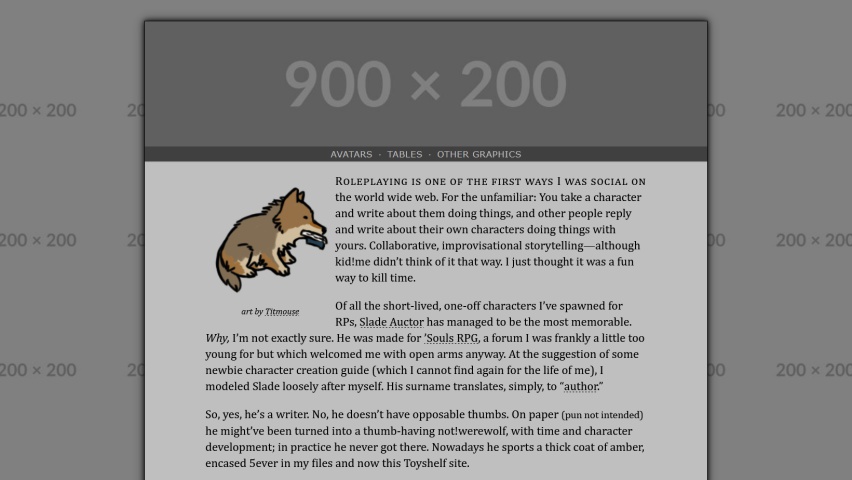 900 × 200
200 × 200
200 × 200
200 × 200
200 × 200
200 × 200
200 × 200
AVATARS · TABLES · OTHER GRAPHICS
Roleplaying is one of the first ways I was social on
the world wide web. For the unfamiliar: You take a character
and write about them doing things, and other people reply
and write about their own characters doing things with
yours. Collaborative, improvisational storytelling—although
kid!me didn't think of it that way. I just thought it was a fun
way to kill time.
art by Titmouse
Of all the short-lived, one-off characters I've spawned for
RPs, Slade Auctor has managed to be the most memorable.
Why, I'm not exactly sure. He was made for 'Souls RPG, a forum I was frankly a little too
young for but which welcomed me with open arms anyway. At the suggestion of some
newbie character creation guide (which I cannot find again for the life of me), I
modeled Slade loosely after myself. His surname translates, simply, to “author.”
So, yes, he's a writer. No, he doesn't have opposable thumbs. On paper (pun not intended)
he might've been turned into a thumb-having not!werewolf, with time and character
development; in practice he never got there. Nowadays he sports a thick coat of amber,
encased 5ever in my files and now this Toyshelf site.